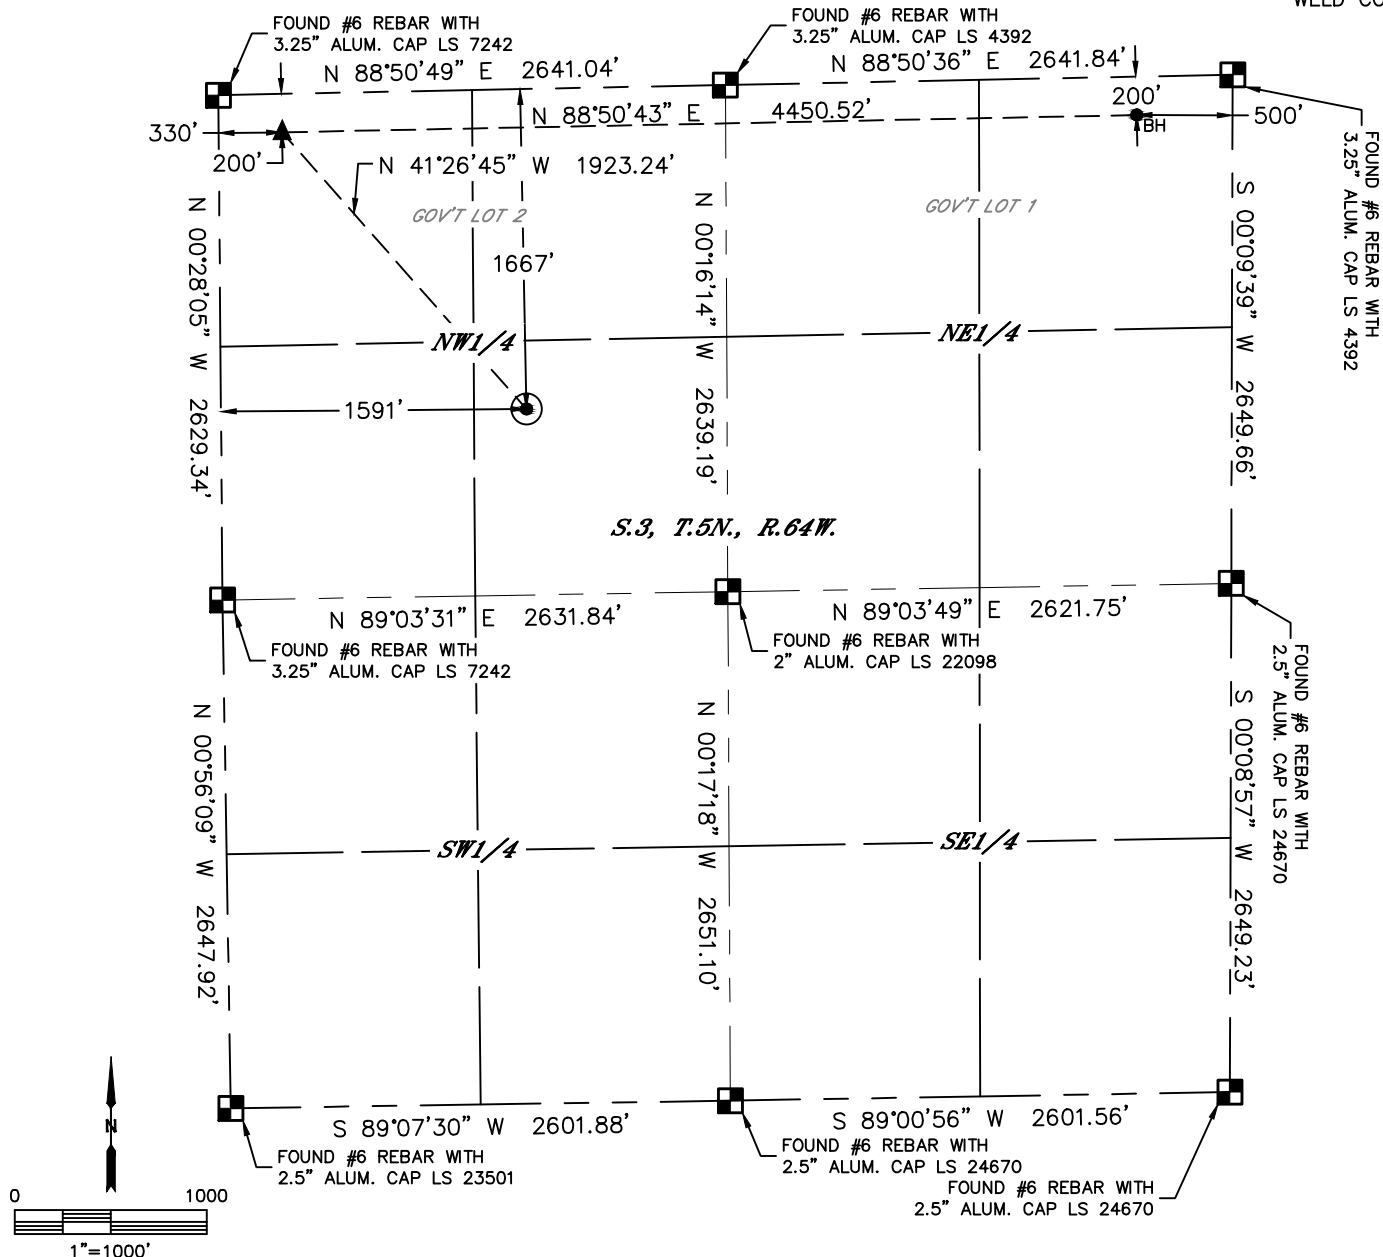 WELD CO
FOUND #6 REBAR WITH
3.25" ALUM. CAP LS 7242
FOUND #6 REBAR WITH
3.25" ALUM. CAP LS 4392
N 88°50'49" E 2641.04'
N 88°50'36" E 2641.84'
N 88°50'43" E 4450.52'
200'
BH
500'
330'
200'
N 41°26'45" W 1923.24'
FOUND #6 REBAR WITH
3.25" ALUM. CAP LS 4392
GOV'T LOT 2
GOV'T LOT 1
N 00°28'05" W 2629.34'
N 00°16'14" W 2639.19'
S 00°09'39" W 2649.66'
1667'
NW1/4
NE1/4
1591'
S.3, T.5N., R.64W.
N 89°03'31" E 2631.84'
N 89°03'49" E 2621.75'
FOUND #6 REBAR WITH
3.25" ALUM. CAP LS 7242
FOUND #6 REBAR WITH
2" ALUM. CAP LS 22098
FOUND #6 REBAR WITH
2.5" ALUM. CAP LS 24670
N 00°56'09" W 2647.92'
N 00°17'18" W 2651.10'
S 00°08'57" W 2649.23'
SW1/4
SE1/4
S 89°07'30" W 2601.88'
S 89°00'56" W 2601.56'
FOUND #6 REBAR WITH
2.5" ALUM. CAP LS 23501
FOUND #6 REBAR WITH
2.5" ALUM. CAP LS 24670
FOUND #6 REBAR WITH
2.5" ALUM. CAP LS 24670
N
0 1000
1"=1000'